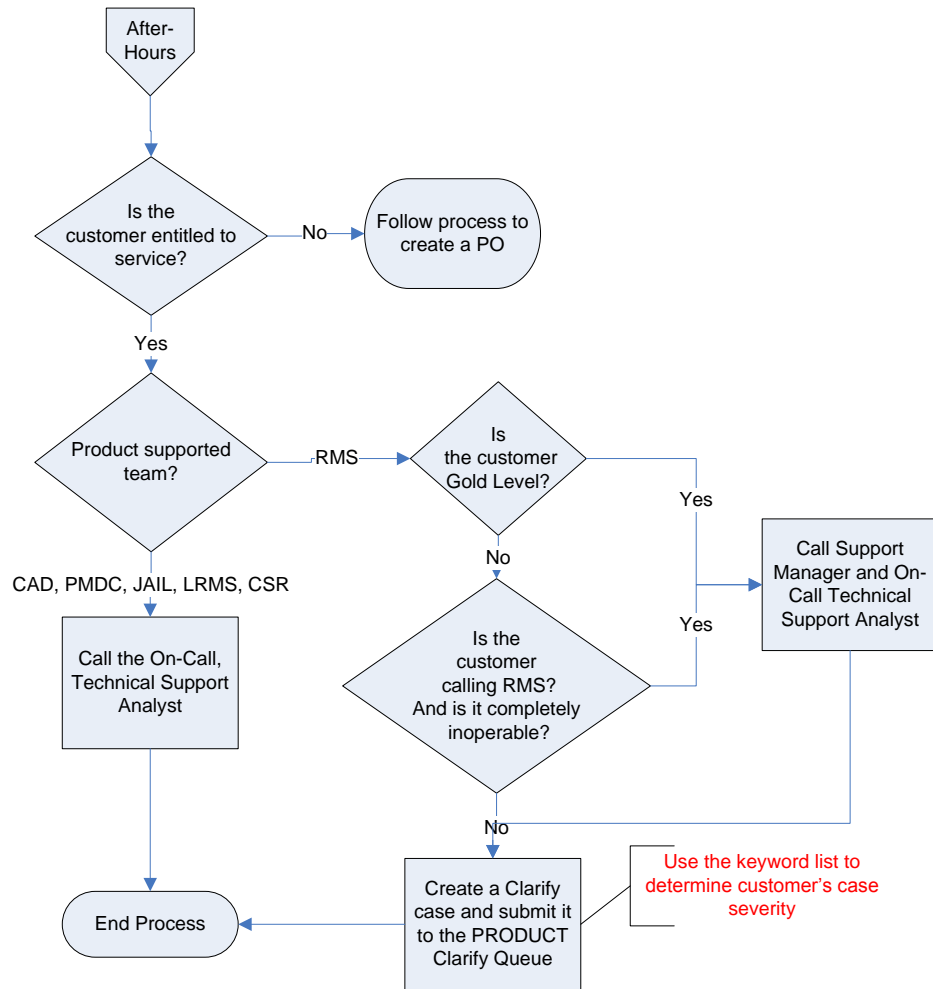 After-
Hours
Is the
customer entitled to
service?
No
Follow process to
create a PO
Yes
Product supported
team?
RMS
Is
the customer
Gold Level?
Yes
No
CAD, PMDC, JAIL, LRMS, CSR
Call Support
Manager and On-
Call Technical
Support Analyst
Yes
Is the
customer
calling RMS?
And is it completely
inoperable?
Call the On-Call,
Technical Support
Analyst
No
Use the keyword list to
determine customer's case
severity
Create a Clarify
case and submit it
to the PRODUCT
Clarify Queue
End Process